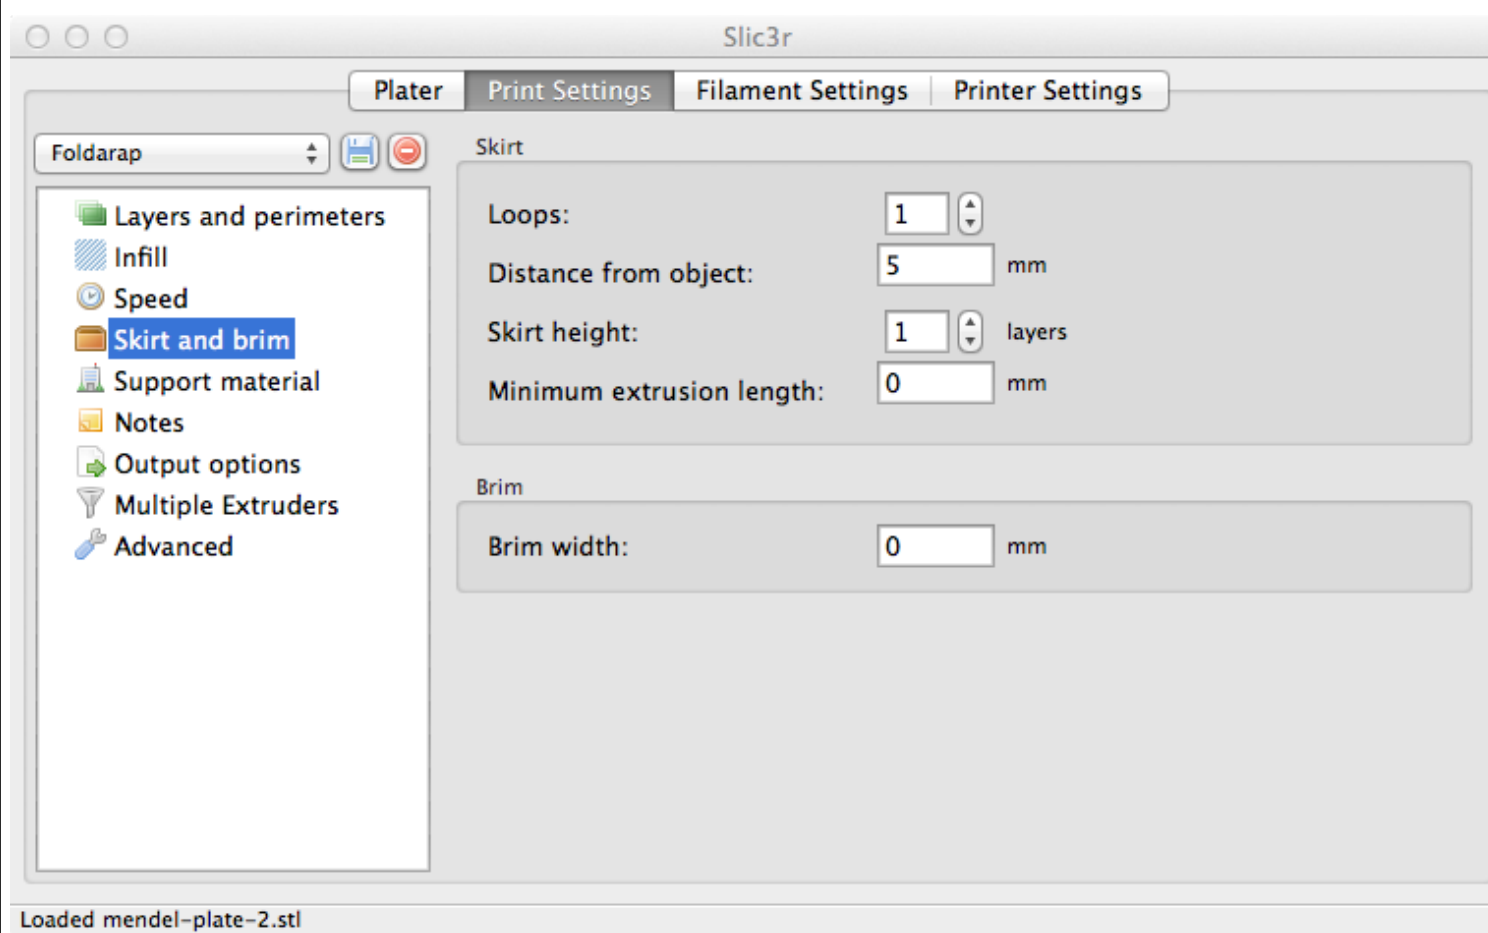 Slic3r
Plater Print Settings Filament Settings Printer Settings
Foldarap
Layers and perimeters
Infill
Speed
Skirt and brim
Support material
Notes
Output options
Multiple Extruders
Advanced
Skirt
Loops: 1
Distance from object: 5 mm
Skirt height: 1 layers
Minimum extrusion length: 0 mm
Brim
Brim width: 0 mm
Loaded mendel-plate-2.stl